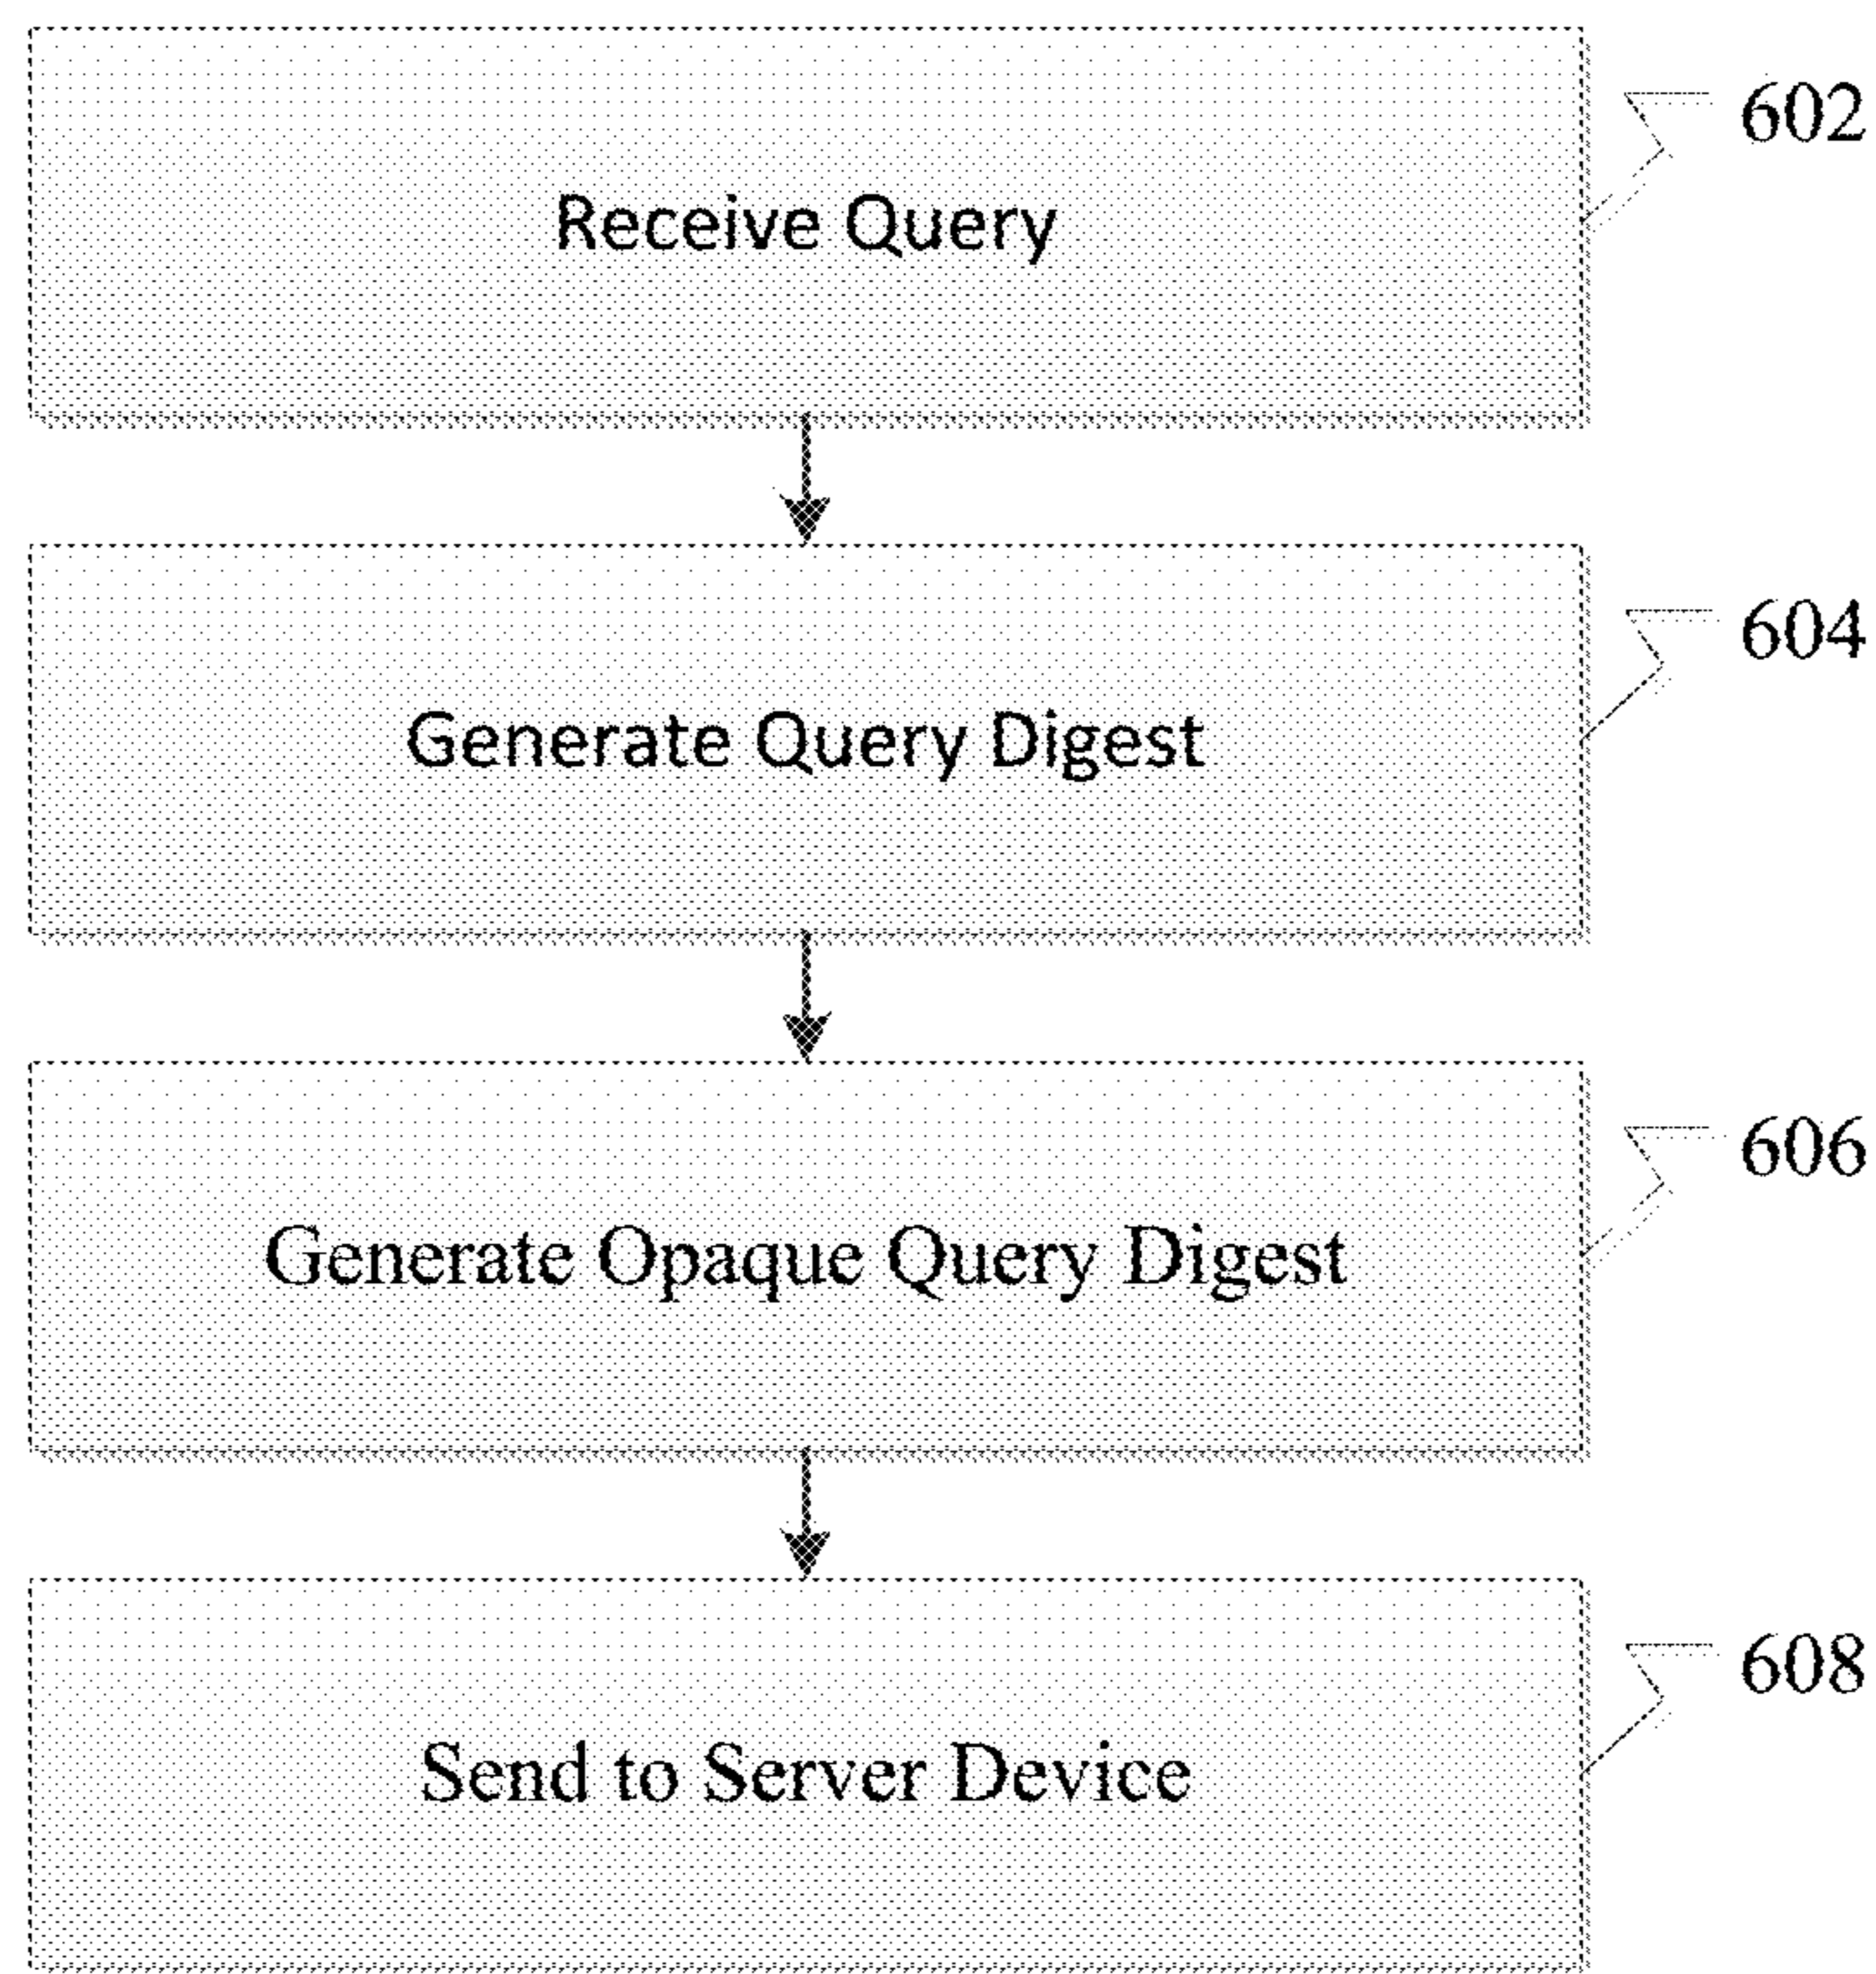 Receive Query
602
Generate Query Digest
604
Generate Opaque Query Digest
606
Send to Server Device
608